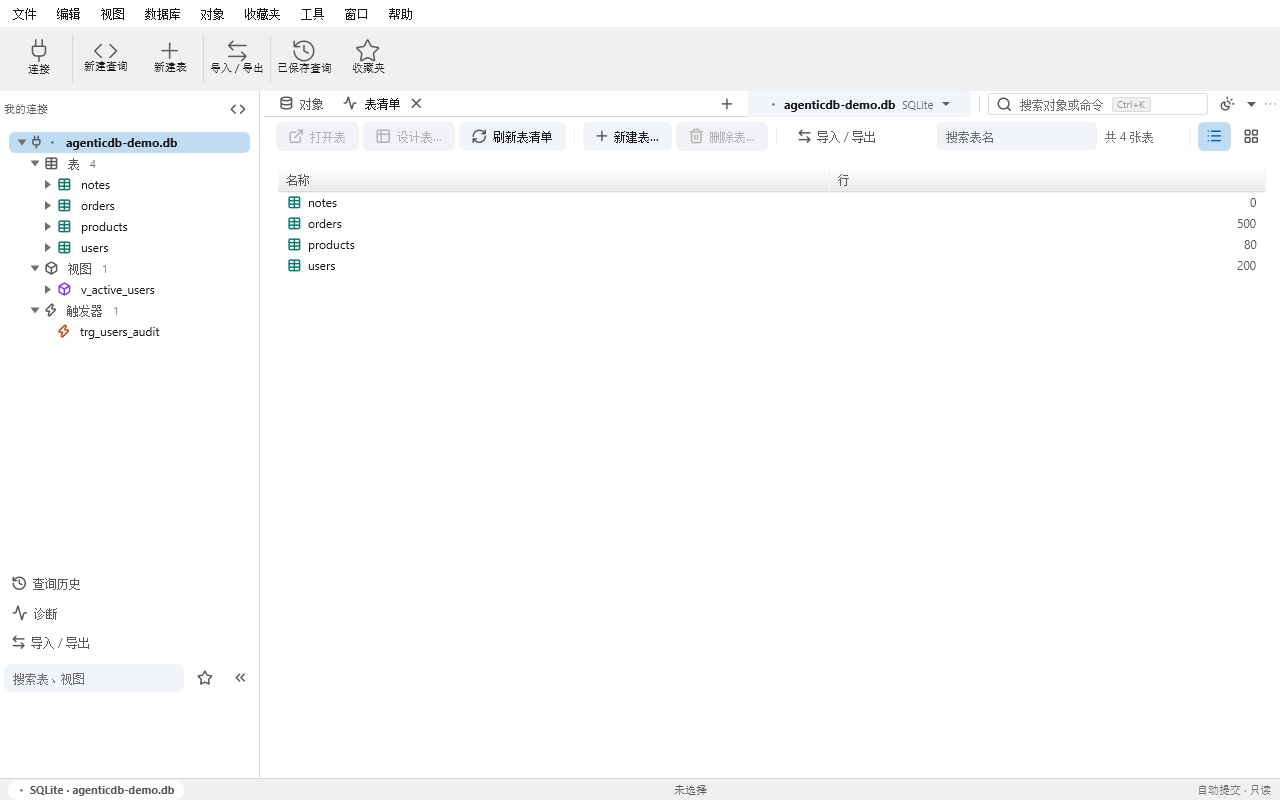 文件 编辑 视图 数据库 对象 收藏夹 工具 窗口 帮助
连接 新建查询 新建表 导入 / 导出 已保存查询 收藏夹
我的连接
对象 表清单 agenticdb-demo.db SQLite 搜索对象或命令 Ctrl+K
打开表 设计表... 刷新表清单 新建表... 删除表... 导入 / 导出 搜索表名 共 4 张表
agenticdb-demo.db
表 4
notes
orders
products
users
视图 1
v_active_users
触发器 1
trg_users_audit
名称 行
notes 0
orders 500
products 80
users 200
查询历史
诊断
导入 / 导出
搜索表、视图
SQLite · agenticdb-demo.db 未选择 自动提交 · 只读